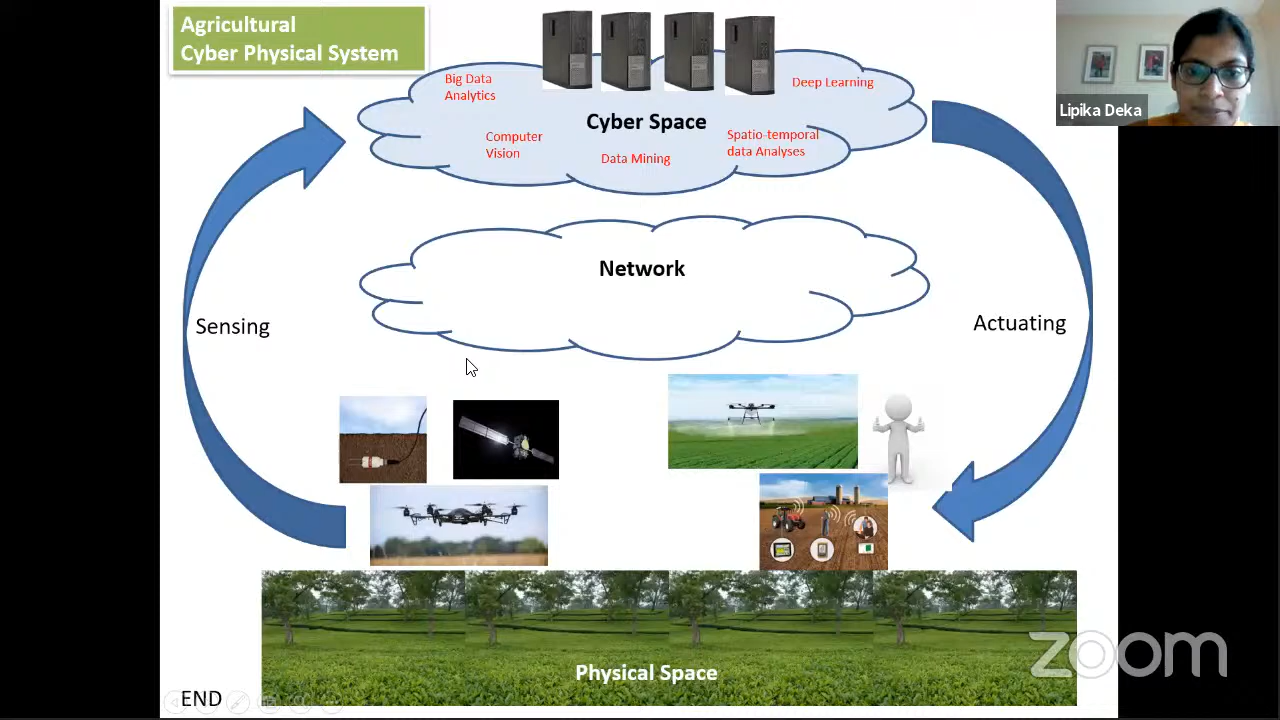 Agricultural
Cyber Physical System
Big Data
Analytics
Deep Learning
Cyber Space
Computer
Vision
Data Mining
Spatio-temporal
data Analyses
Lipika Deka
Network
Sensing
Actuating
Physical Space
END
zoom